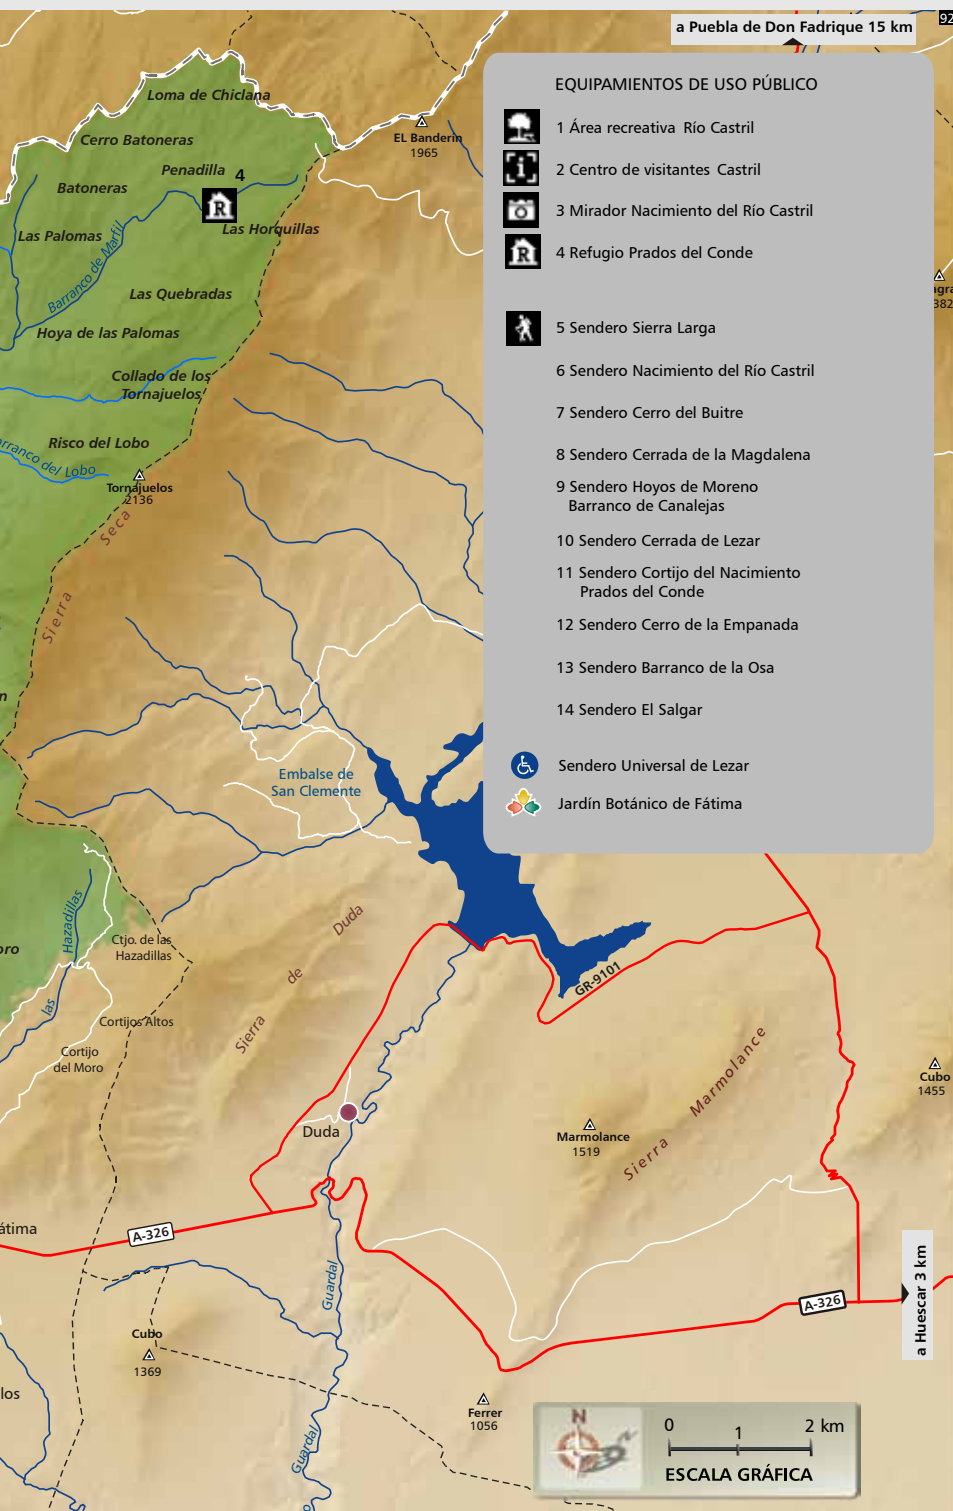 a Puebla de Don Fadrique 15 km
92
EQUIPAMIENTOS DE USO PÚBLICO
1 Área recreativa Río Castril
2 Centro de visitantes Castril
3 Mirador Nacimiento del Río Castril
R
4 Refugio Prados del Conde
5 Sendero Sierra Larga
6 Sendero Nacimiento del Río Castril
7 Sendero Cerro del Buitre
8 Sendero Cerrada de la Magdalena
9 Sendero Hoyos de Moreno
Barranco de Canalejas
10 Sendero Cerrada de Lezar
11 Sendero Cortijo del Nacimiento
Prados del Conde
12 Sendero Cerro de la Empanada
13 Sendero Barranco de la Osa
14 Sendero El Salgar
Sendero Universal de Lezar
Jardín Botánico de Fátima
Loma de Chiclana
Cerro Batoneras
EL Banderín
1965
Penadilla
4
R
Batoneras
Las Palomas
Barranco de Marfil
Las Horquillas
Las Quebradas
382
Hoya de las Palomas
Collado de los
Tornajuelos
Risco del Lobo
arranco del Lobo
Tornajuelos
2136
Sierra Seca
n
Embalse de
San Clemente
Sierra de Duda
Hazadillas
las
oro
Ctjo. de las
Hazadillas
Cortijos Altos
Cortijo
del Moro
GR-9101
Sierra Marmolance
Cubo
1455
Marmolance
1519
Duda
átima
A-326
Guardal
A-326
a Huescar 3 km
Cubo
1369
los
Ferrer
1056
Guardal
N
0 1 2 km
ESCALA GRÁFICA